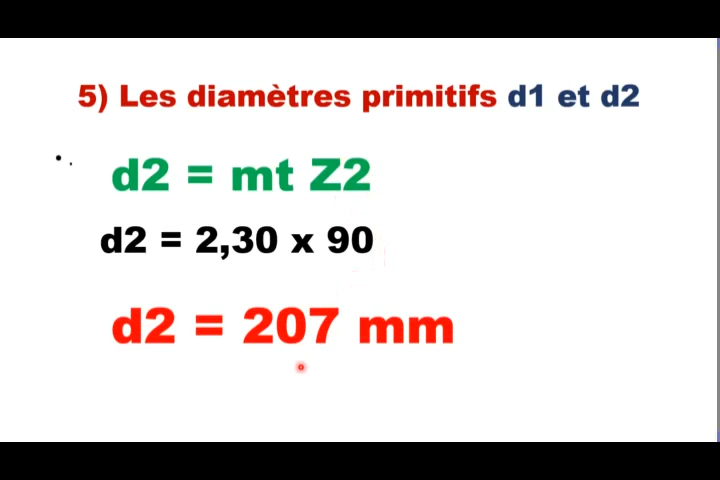 5) Les diamètres primitifs d1 et d2
d2 = mt Z2
d2 = 2,30 x 90
d2 = 207 mm